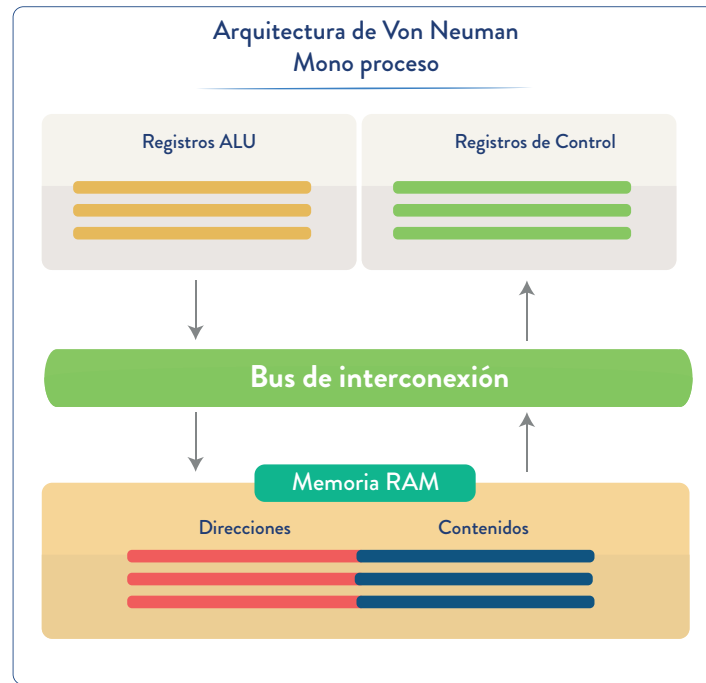 Arquitectura de Von Neuman
Mono proceso
Registros ALU
Registros de Control
Bus de interconexión
Memoria RAM
Direcciones
Contenidos